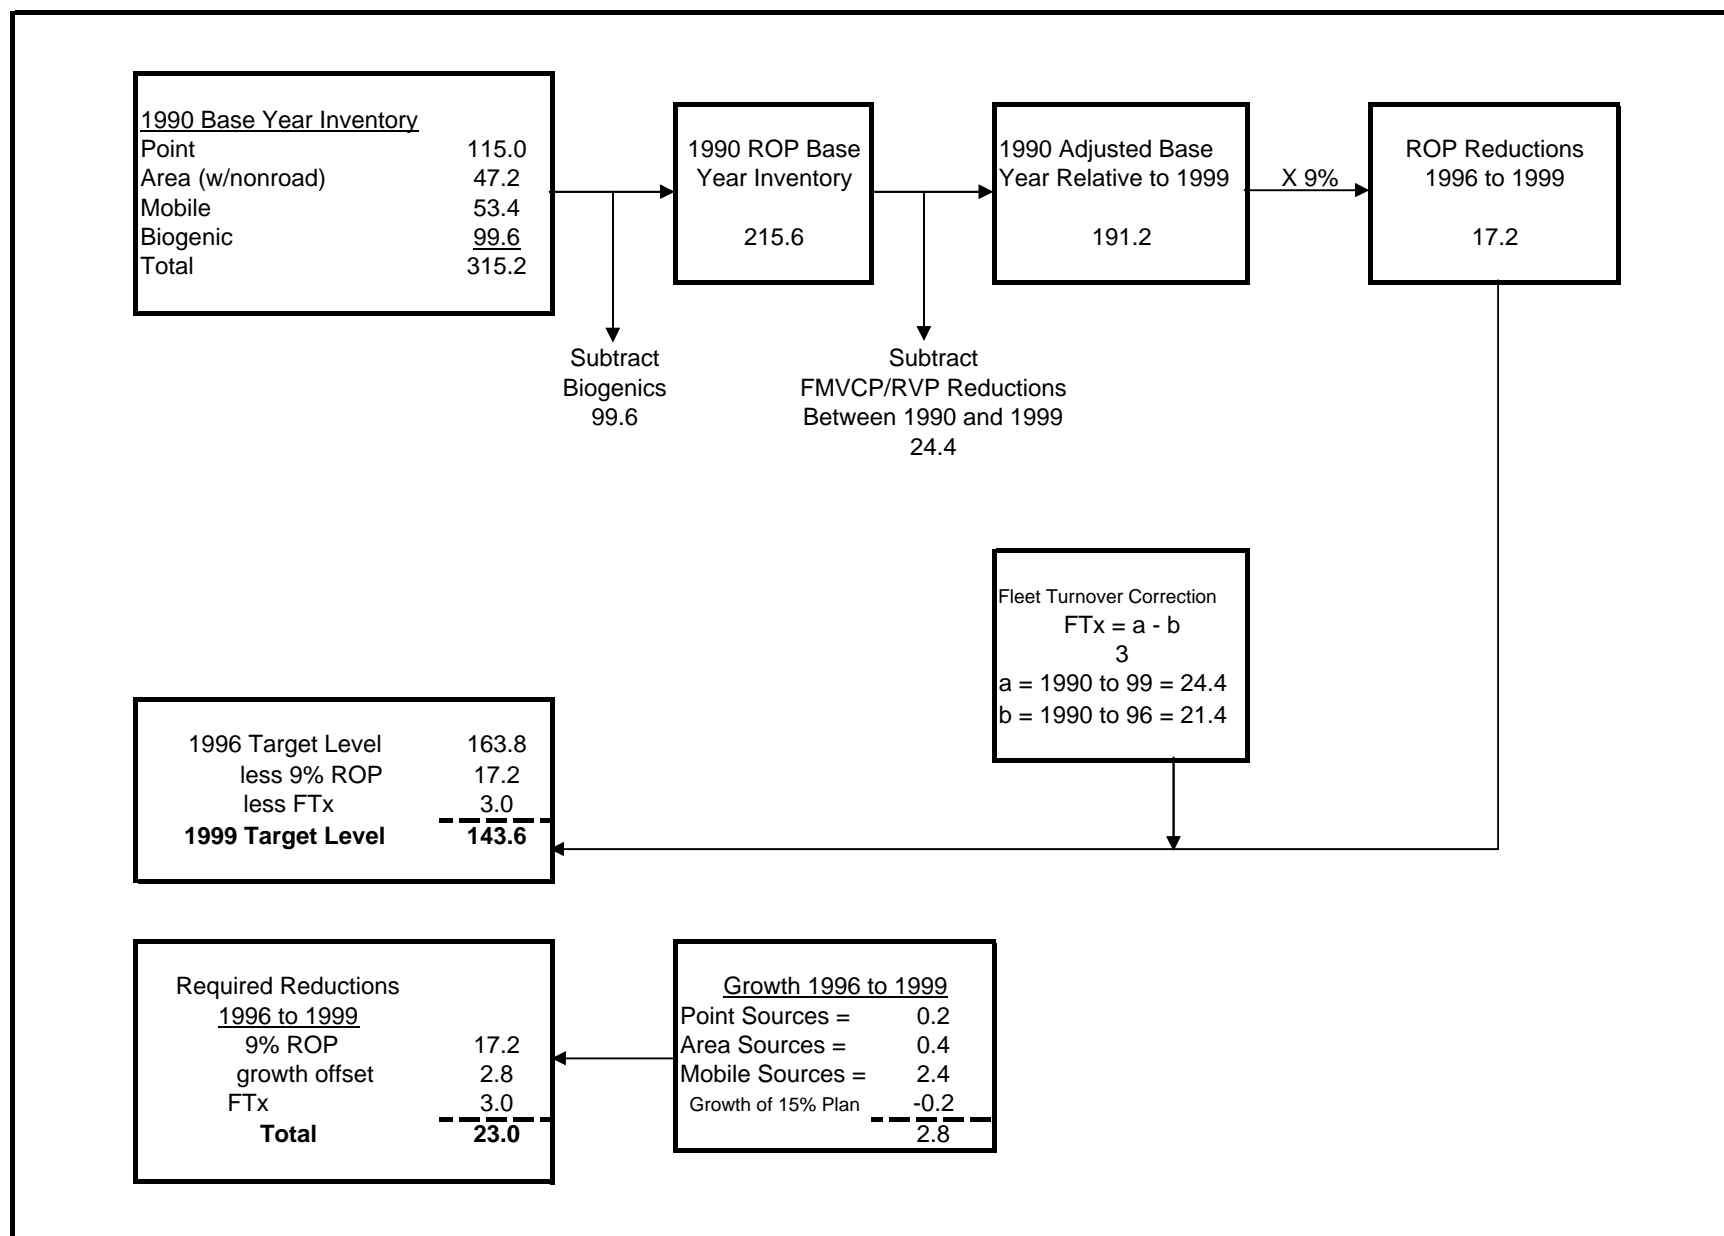 1990 Base Year Inventory
Point 115.0
Area (w/nonroad) 47.2
Mobile 53.4
Biogenic 99.6
Total 315.2
1990 ROP Base
Year Inventory
215.6
1990 Adjusted Base
Year Relative to 1999
191.2
X 9%
ROP Reductions
1996 to 1999
17.2
Subtract
Biogenics
99.6
Subtract
FMVCP/RVP Reductions
Between 1990 and 1999
24.4
Fleet Turnover Correction
FTx = a - b
3
a = 1990 to 99 = 24.4
b = 1990 to 96 = 21.4
1996 Target Level 163.8
less 9% ROP 17.2
less FTx 3.0
1999 Target Level 143.6
Required Reductions
1996 to 1999
9% ROP 17.2
growth offset 2.8
FTx 3.0
Total 23.0
Growth 1996 to 1999
Point Sources = 0.2
Area Sources = 0.4
Mobile Sources = 2.4
Growth of 15% Plan -0.2
2.8